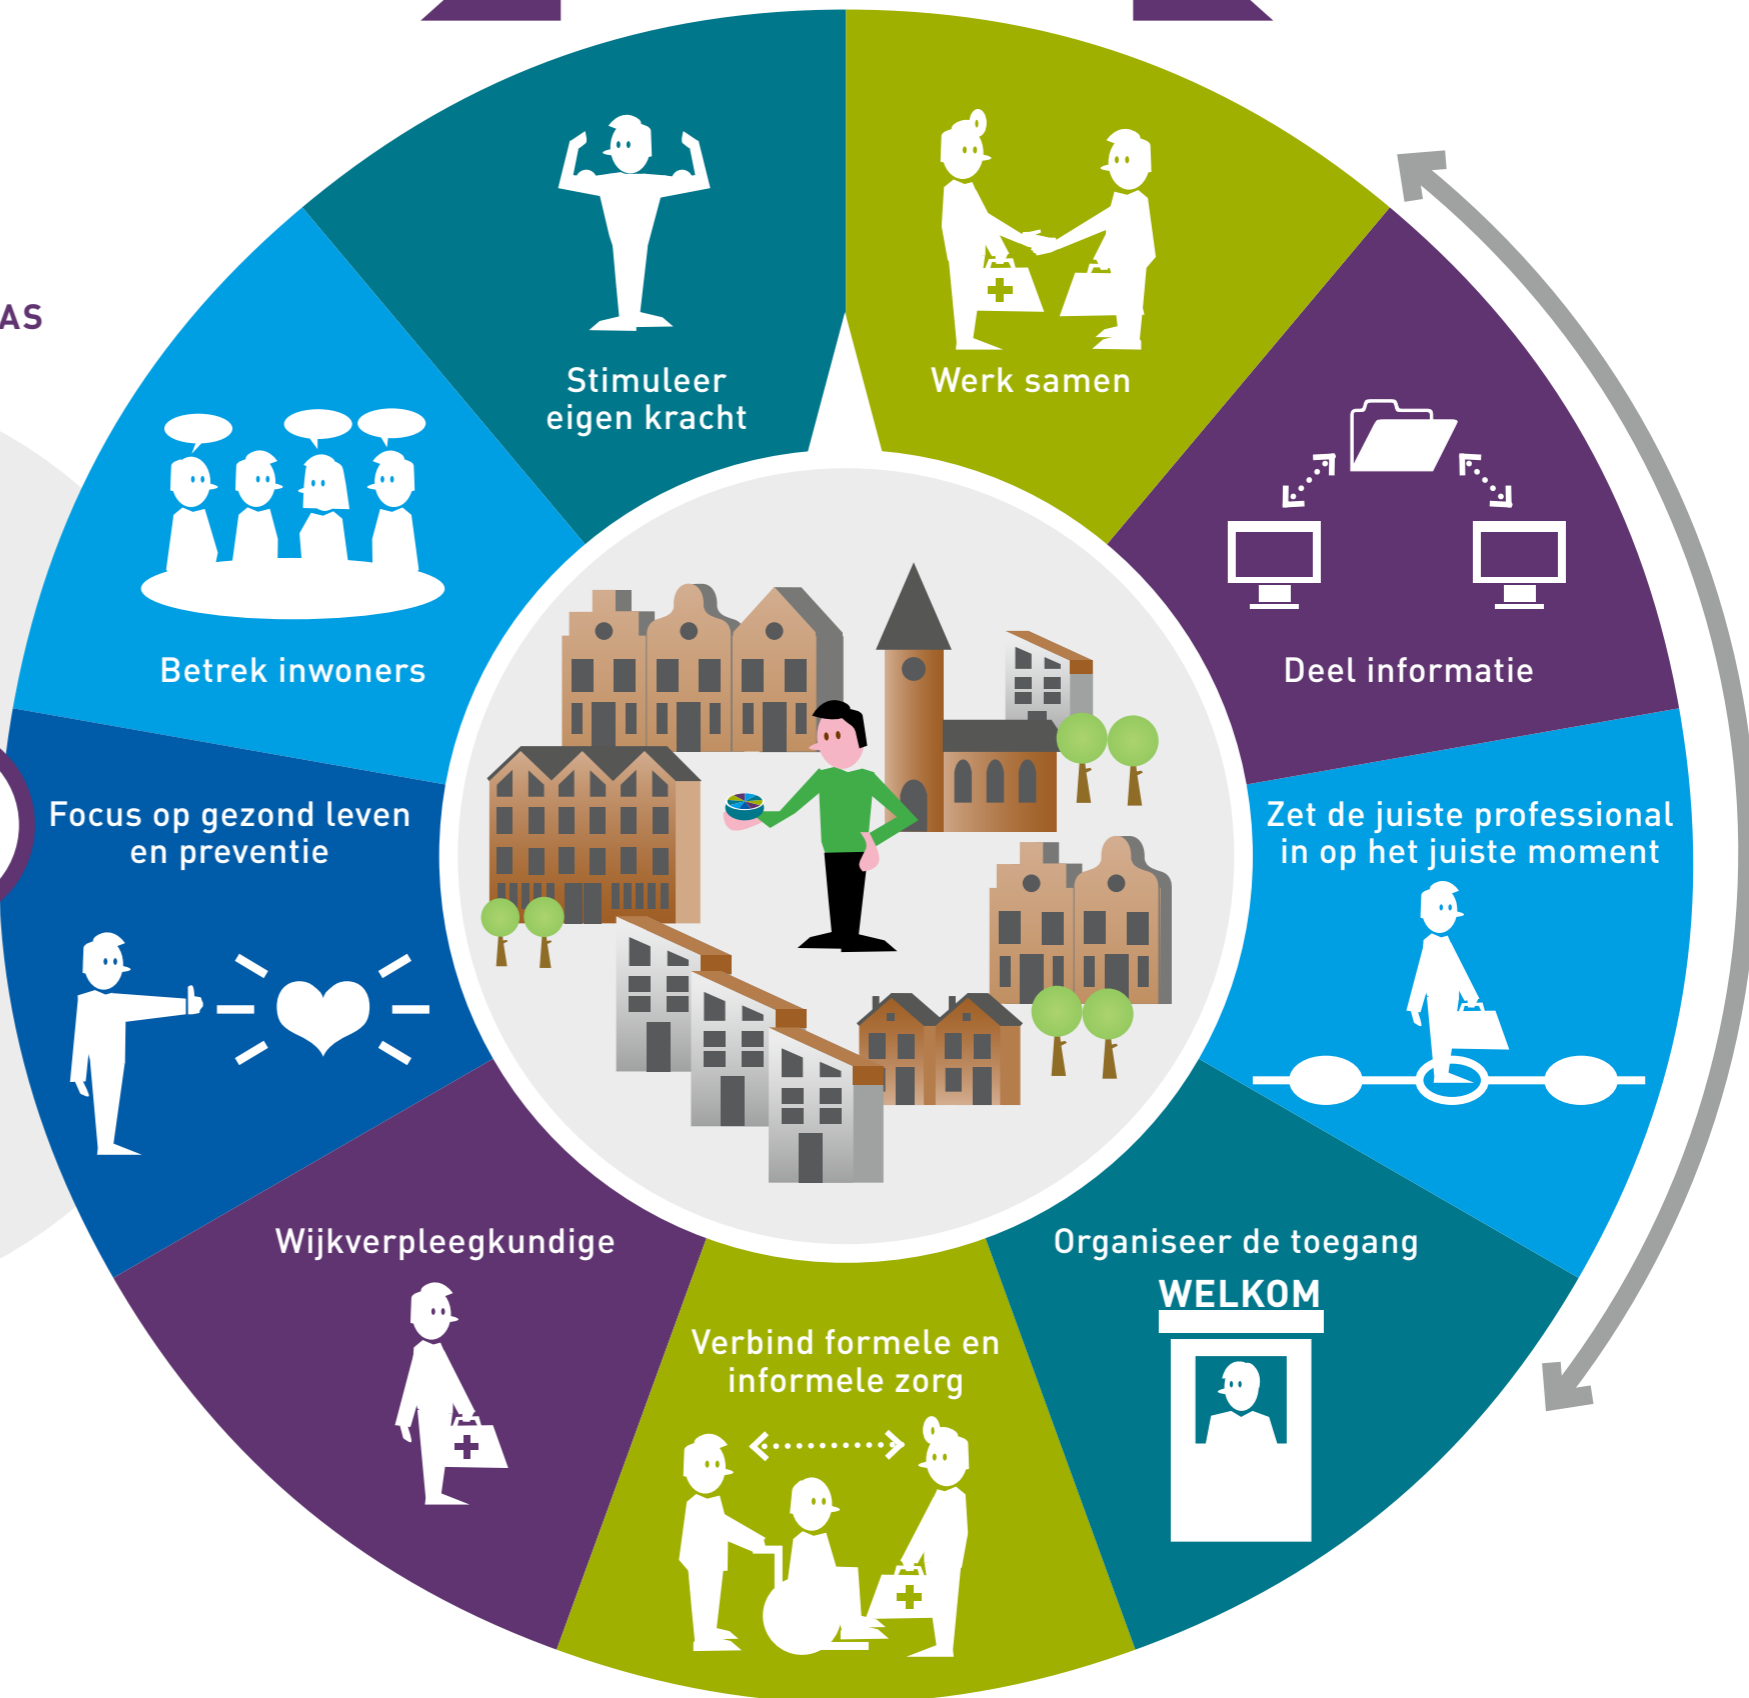 AS
Stimuleer
eigen kracht
Werk samen
Deel informatie
Zet de juiste professional
in op het juiste moment
Organiseer de toegang
WELKOM
Verbind formele en
informele zorg
Wijkverpleegkundige
Focus op gezond leven
en preventie
Betrek inwoners